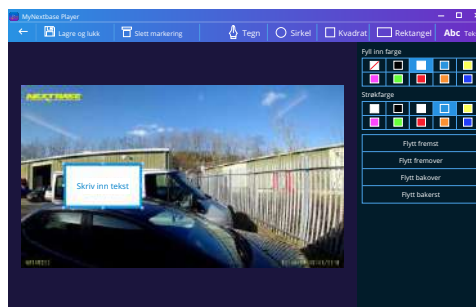 MyNextbase Player
Lagre og lukk
Slett markering
Tegn
Sirkel
Kvadrat
Rektangel
Abc
Fyll inn farge
NEXTBASE
Skriv inn tekst
Strøkfarge
Flytt fremst
Flytt fremover
Flytt bakover
Flytt bakerst